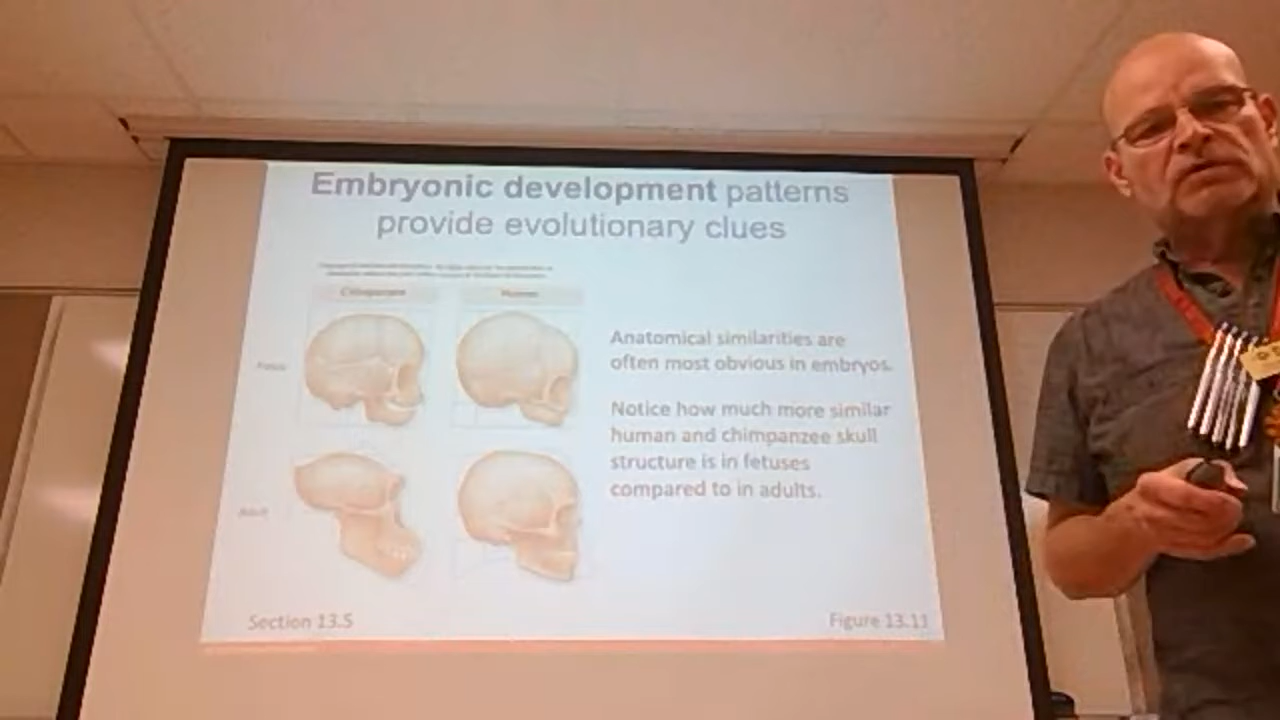 Embryonic development patterns
provide evolutionary clues
Chimpanzee
Human
Fetus
Anatomical similarities are
often most obvious in embryos.
Notice how much more similar
human and chimpanzee skull
structure is in fetuses
compared to in adults.
Adult
Section 13.5
Figure 13.11